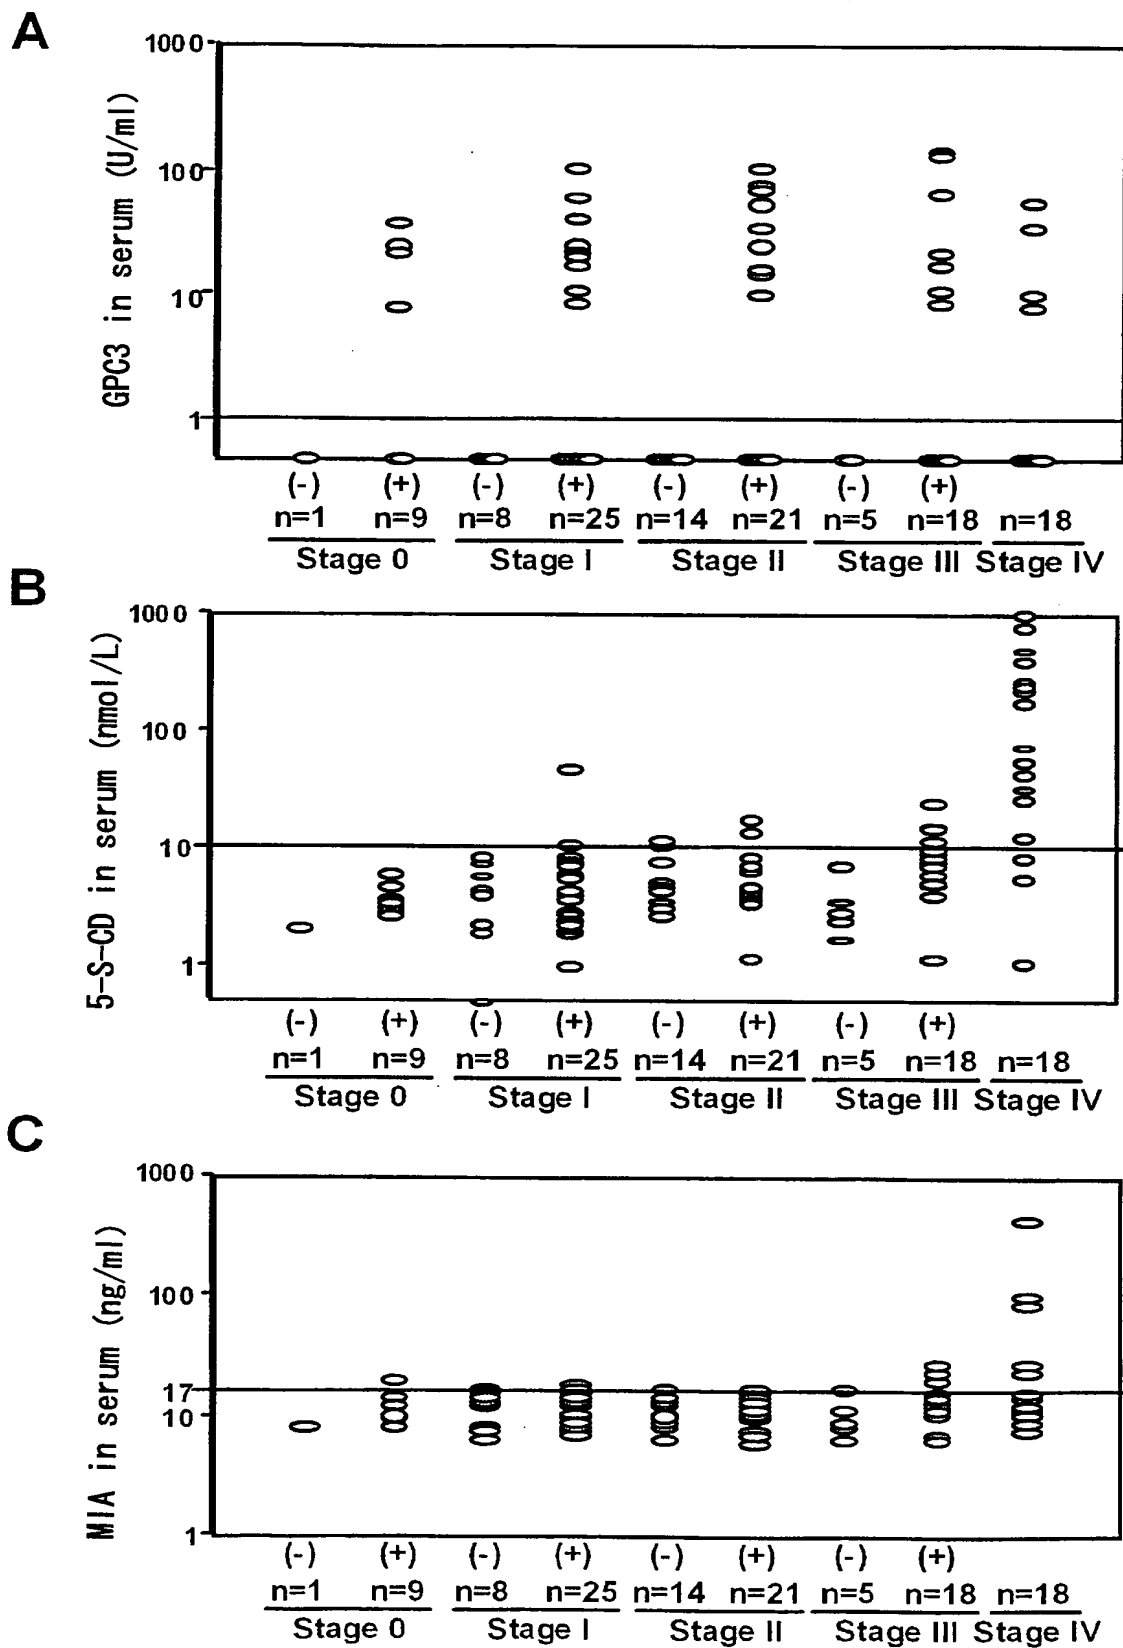 A
1000
100
10
1
GPC3 in serum (U/ml)
(-) (+) (-) (+) (-) (+) (-) (+)
n=1 n=9 n=8 n=25 n=14 n=21 n=5 n=18 n=18
Stage 0 Stage I Stage II Stage III Stage IV
B
1000
100
10
1
5-S-CD in serum (nmol/L)
(-) (+) (-) (+) (-) (+) (-) (+)
n=1 n=9 n=8 n=25 n=14 n=21 n=5 n=18 n=18
Stage 0 Stage I Stage II Stage III Stage IV
C
1000
100
17
10
1
MIA in serum (ng/ml)
(-) (+) (-) (+) (-) (+) (-) (+)
n=1 n=9 n=8 n=25 n=14 n=21 n=5 n=18 n=18
Stage 0 Stage I Stage II Stage III Stage IV